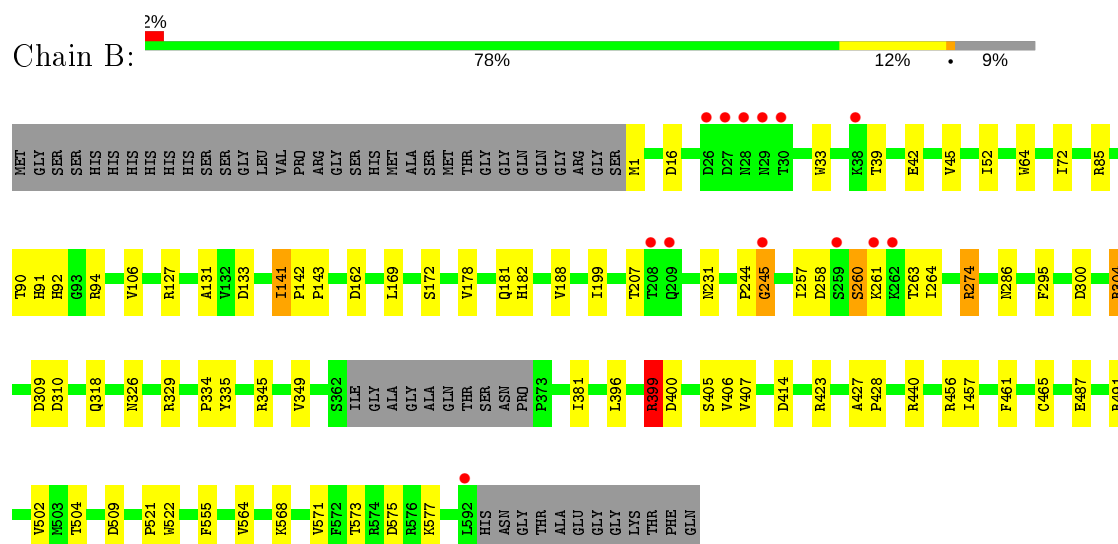 2%
Chain B:
78% 12% • 9%
MET GLY SER SER HIS HIS HIS HIS HIS HIS SER SER GLY LEU VAL PRO ARG GLY SER HIS MET ALA SER MET THR GLY GLY GLN GLN GLY ARG GLY SER M1 D16 D26 D27 N28 N29 T30 W33 K38 T39 E42 V45 I52 W64 I72 R85
T90 H91 H92 G93 R94 V106 R127 A131 V132 D133 I141 P142 P143 D162 L169 S172 V178 Q181 H182 V188 I199 T207 T208 Q209 N231 P244 G245 I257 D258 S259 S260 K261 K262 T263 I264 R274 N286 F295 D300
D309 D310 Q318 N326 R329 P334 Y335 R345 V349 S362 ILE GLY ALA GLY ALA GLN THR SER ASN PRO P373 I381 L396 R399 D400 S405 V406 V407 D414 R423 A427 P428 R440 R456 I457 F461 C465 E487
V502 M503 T504 D509 P521 W522 F555 V564 K568 V571 F572 T573 R574 D575 R576 K577 L592 HIS ASN GLY THR ALA GLU GLY GLY LYS THR PHE GLN